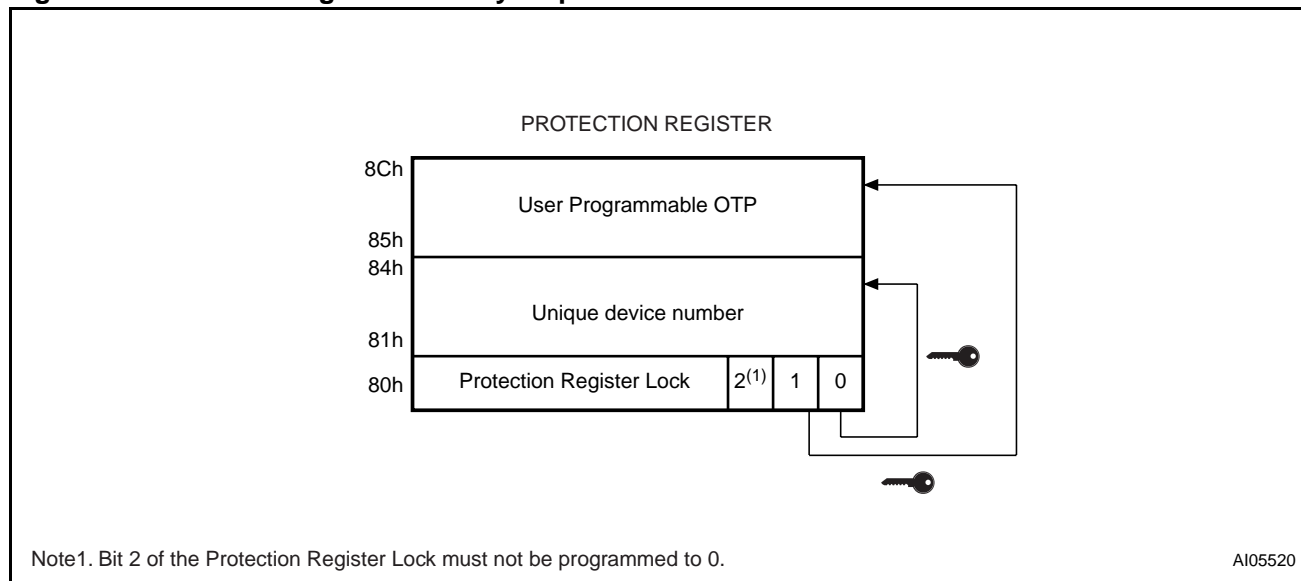 PROTECTION REGISTER
8Ch
User Programmable OTP
85h
84h
Unique device number
81h
80h Protection Register Lock 2(1) 1 0
Note1. Bit 2 of the Protection Register Lock must not be programmed to 0.
AI05520